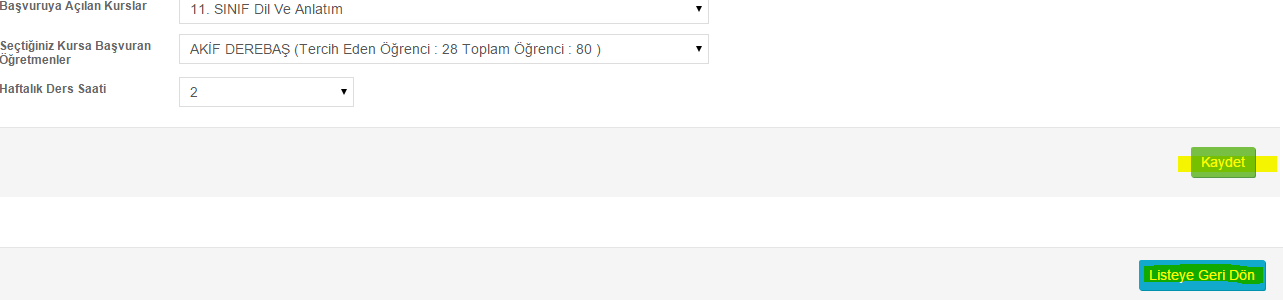 Başvuruya Açılan Kurslar
11. SINIF Dil Ve Anlatım
Seçtiğiniz Kursa Başvuran
Öğretmenler
AKİF DEREBAŞ (Tercih Eden Öğrenci : 28 Toplam Öğrenci : 80 )
Haftalık Ders Saati
2
Kaydet
Listeye Geri Dön